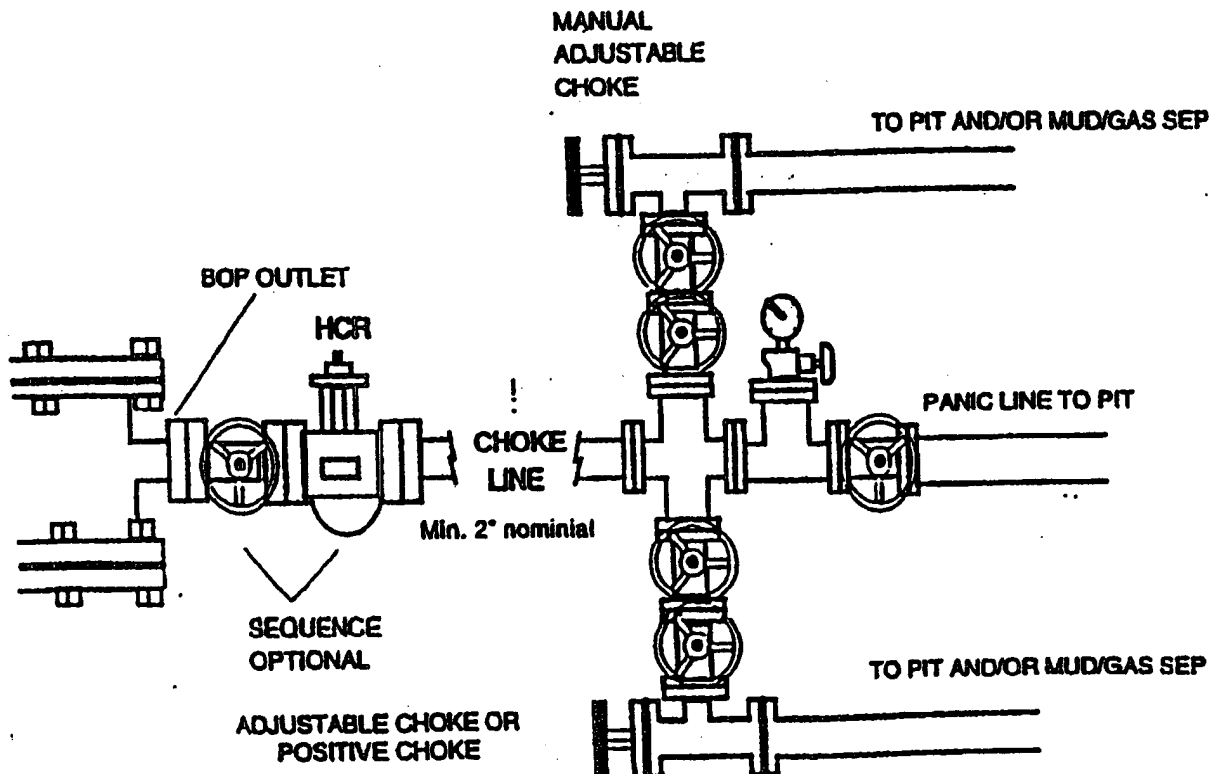 MANUAL
ADJUSTABLE
CHOKE
TO PIT AND/OR MUD/GAS SEP
BOP OUTLET
HCR
PANIC LINE TO PIT
CHOKE
LINE
Min. 2" nominial
SEQUENCE
OPTIONAL
TO PIT AND/OR MUD/GAS SEP
ADJUSTABLE CHOKE OR
POSITIVE CHOKE